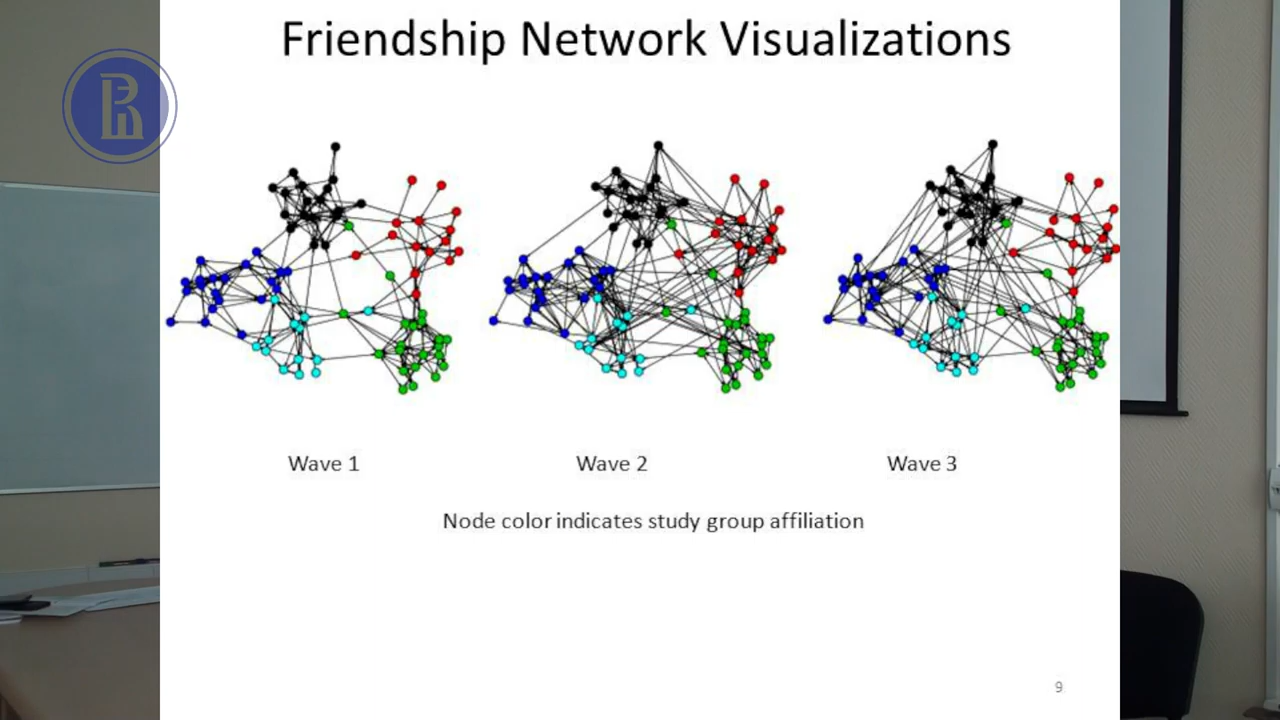 Friendship Network Visualizations
Wave 1
Wave 2
Wave 3
Node color indicates study group affiliation
9